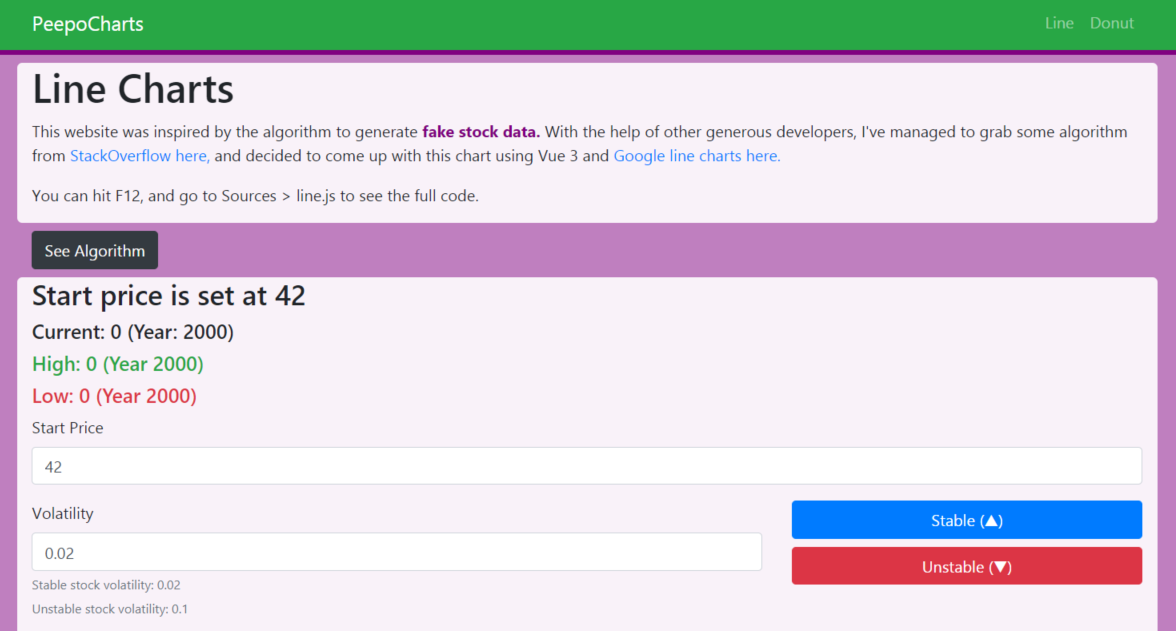 PeepoCharts
Line Donut
Line Charts
This website was inspired by the algorithm to generate fake stock data. With the help of other generous developers, I've managed to grab some algorithm
from StackOverflow here, and decided to come up with this chart using Vue 3 and Google line charts here.
You can hit F12, and go to Sources > line.js to see the full code.
See Algorithm
Start price is set at 42
Current: 0 (Year: 2000)
High: 0 (Year 2000)
Low: 0 (Year 2000)
Start Price
42
Volatility
0.02
Stable stock volatility: 0.02
Unstable stock volatility: 0.1
Stable (▲)
Unstable (▼)